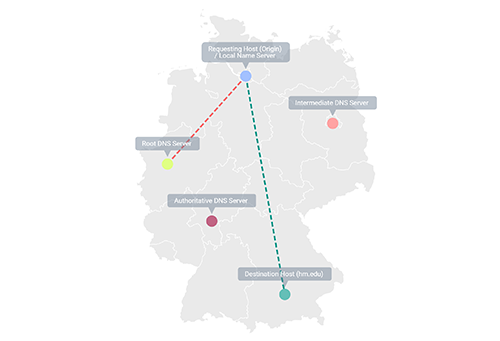 Requesting Host (Origin)
/ Local Name Server
Intermediate DNS Server
Root DNS Server
Authoritative DNS Server
Destination Host (hm.edu)